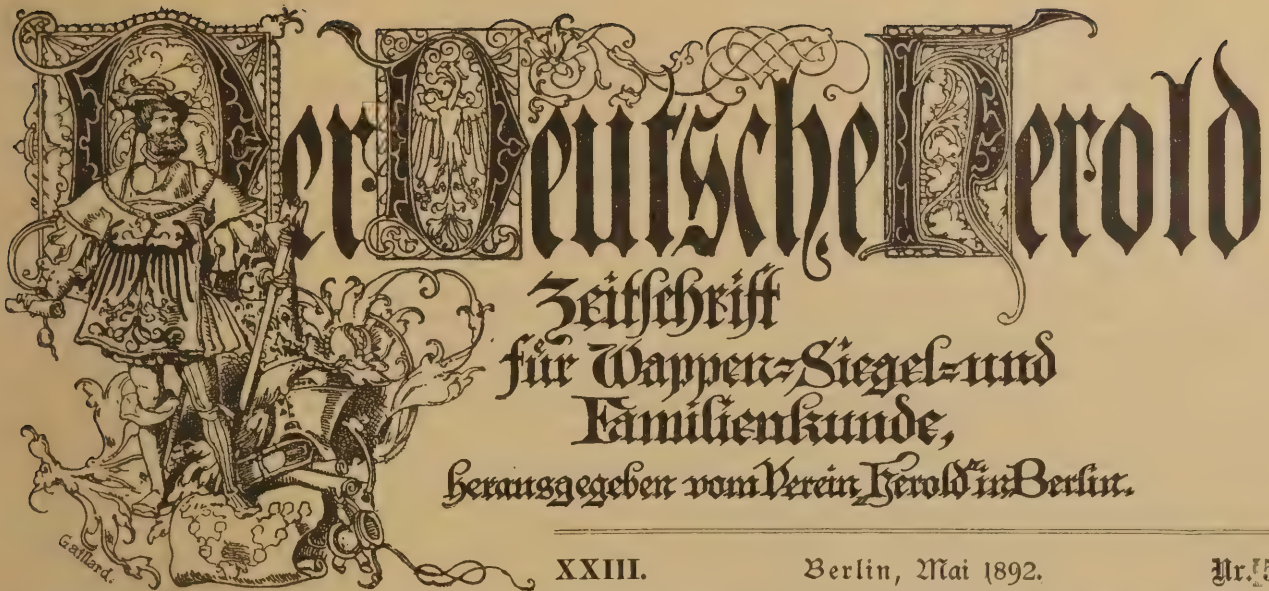 Der Deutsche Herold
Zeitschrift
für Wappen-Siegel- und
Familienkunde,
herausgegeben vom Verein „Herold“ in Berlin.
Gaillard.
XXIII. Berlin, Mai 1892. Nr. 5